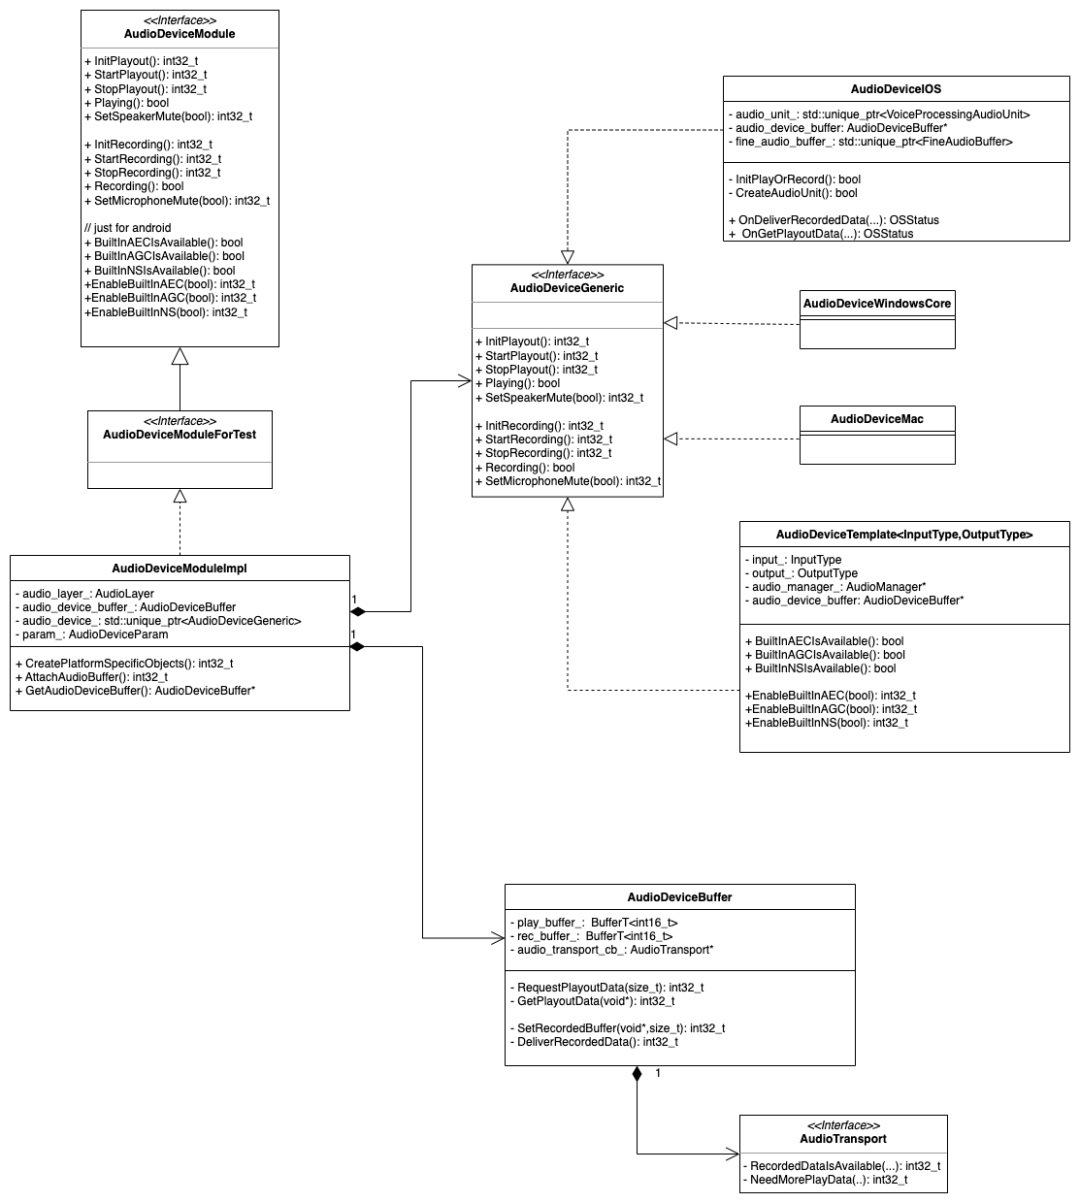 <<Interface>>
AudioDeviceModule
+ InitPlayout(): int32_t
+ StartPlayout(): int32_t
+ StopPlayout(): int32_t
+ Playing(): bool
+ SetSpeakerMute(bool): int32_t
+ InitRecording(): int32_t
+ StartRecording(): int32_t
+ StopRecording(): int32_t
+ Recording(): bool
+ SetMicrophoneMute(bool): int32_t
// just for android
+ BuiltInAECIsAvailable(): bool
+ BuiltInAGCIsAvailable(): bool
+ BuiltInNSIsAvailable(): bool
+EnableBuiltInAEC(bool): int32_t
+EnableBuiltInAGC(bool): int32_t
+EnableBuiltInNS(bool): int32_t
<<Interface>>
AudioDeviceModuleForTest
AudioDeviceModuleImpl
- audio_layer_: AudioLayer
- audio_device_buffer_: AudioDeviceBuffer
- audio_device_: std::unique_ptr<AudioDeviceGeneric>
- param_: AudioDeviceParam
+ CreatePlatformSpecificObjects(): int32_t
+ AttachAudioBuffer(): int32_t
+ GetAudioDeviceBuffer(): AudioDeviceBuffer*
1
1
<<Interface>>
AudioDeviceGeneric
+ InitPlayout(): int32_t
+ StartPlayout(): int32_t
+ StopPlayout(): int32_t
+ Playing(): bool
+ SetSpeakerMute(bool): int32_t
+ InitRecording(): int32_t
+ StartRecording(): int32_t
+ StopRecording(): int32_t
+ Recording(): bool
+ SetMicrophoneMute(bool): int32_t
AudioDeviceIOS
- audio_unit_: std::unique_ptr<VoiceProcessingAudioUnit>
- audio_device_buffer: AudioDeviceBuffer*
- fine_audio_buffer_: std::unique_ptr<FineAudioBuffer>
- InitPlayOrRecord(): bool
- CreateAudioUnit(): bool
+ OnDeliverRecordedData(...): OSStatus
+ OnGetPlayoutData(...): OSStatus
AudioDeviceWindowsCore
AudioDeviceMac
AudioDeviceTemplate<InputType,OutputType>
- input_: InputType
- output_: OutputType
- audio_manager_: AudioManager*
- audio_device_buffer: AudioDeviceBuffer*
+ BuiltInAECIsAvailable(): bool
+ BuiltInAGCIsAvailable(): bool
+ BuiltInNSIsAvailable(): bool
+EnableBuiltInAEC(bool): int32_t
+EnableBuiltInAGC(bool): int32_t
+EnableBuiltInNS(bool): int32_t
AudioDeviceBuffer
- play_buffer_: BufferT<int16_t>
- rec_buffer_: BufferT<int16_t>
- audio_transport_cb_: AudioTransport*
- RequestPlayoutData(size_t): int32_t
- GetPlayoutData(void*): int32_t
- SetRecordedBuffer(void*,size_t): int32_t
- DeliverRecordedData(): int32_t
1
<<Interface>>
AudioTransport
- RecordedDataIsAvailable(...): int32_t
- NeedMorePlayData(..): int32_t